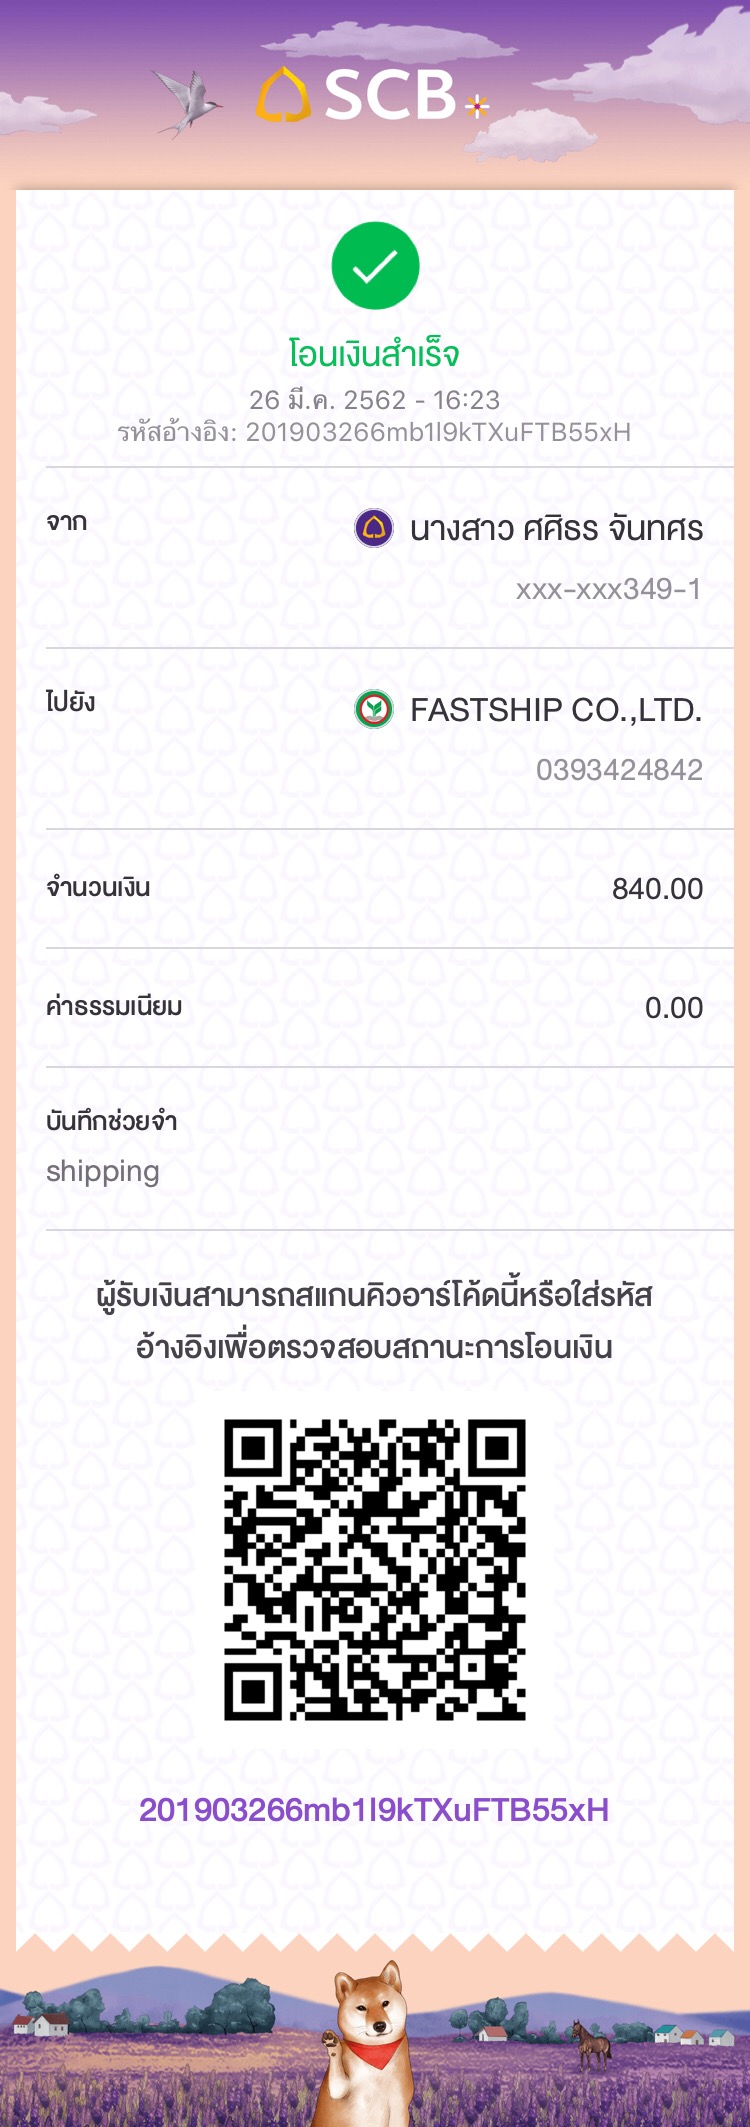 SCB
โอนเงินสำเร็จ
26 มี.ค. 2562 - 16:23
รหัสอ้างอิง: 201903266mb1l9kTXuFTB55xH
จาก
นางสาว ศศิธร จันทศร
xxx-xxx349-1
ไปยัง
FASTSHIP CO.,LTD.
0393424842
จำนวนเงิน 840.00
ค่าธรรมเนียม 0.00
บันทึกช่วยจำ
shipping
ผู้รับเงินสามารถสแกนคิวอาร์โค้ดนี้หรือใส่รหัส
อ้างอิงเพื่อตรวจสอบสถานะการโอนเงิน
201903266mb1l9kTXuFTB55xH